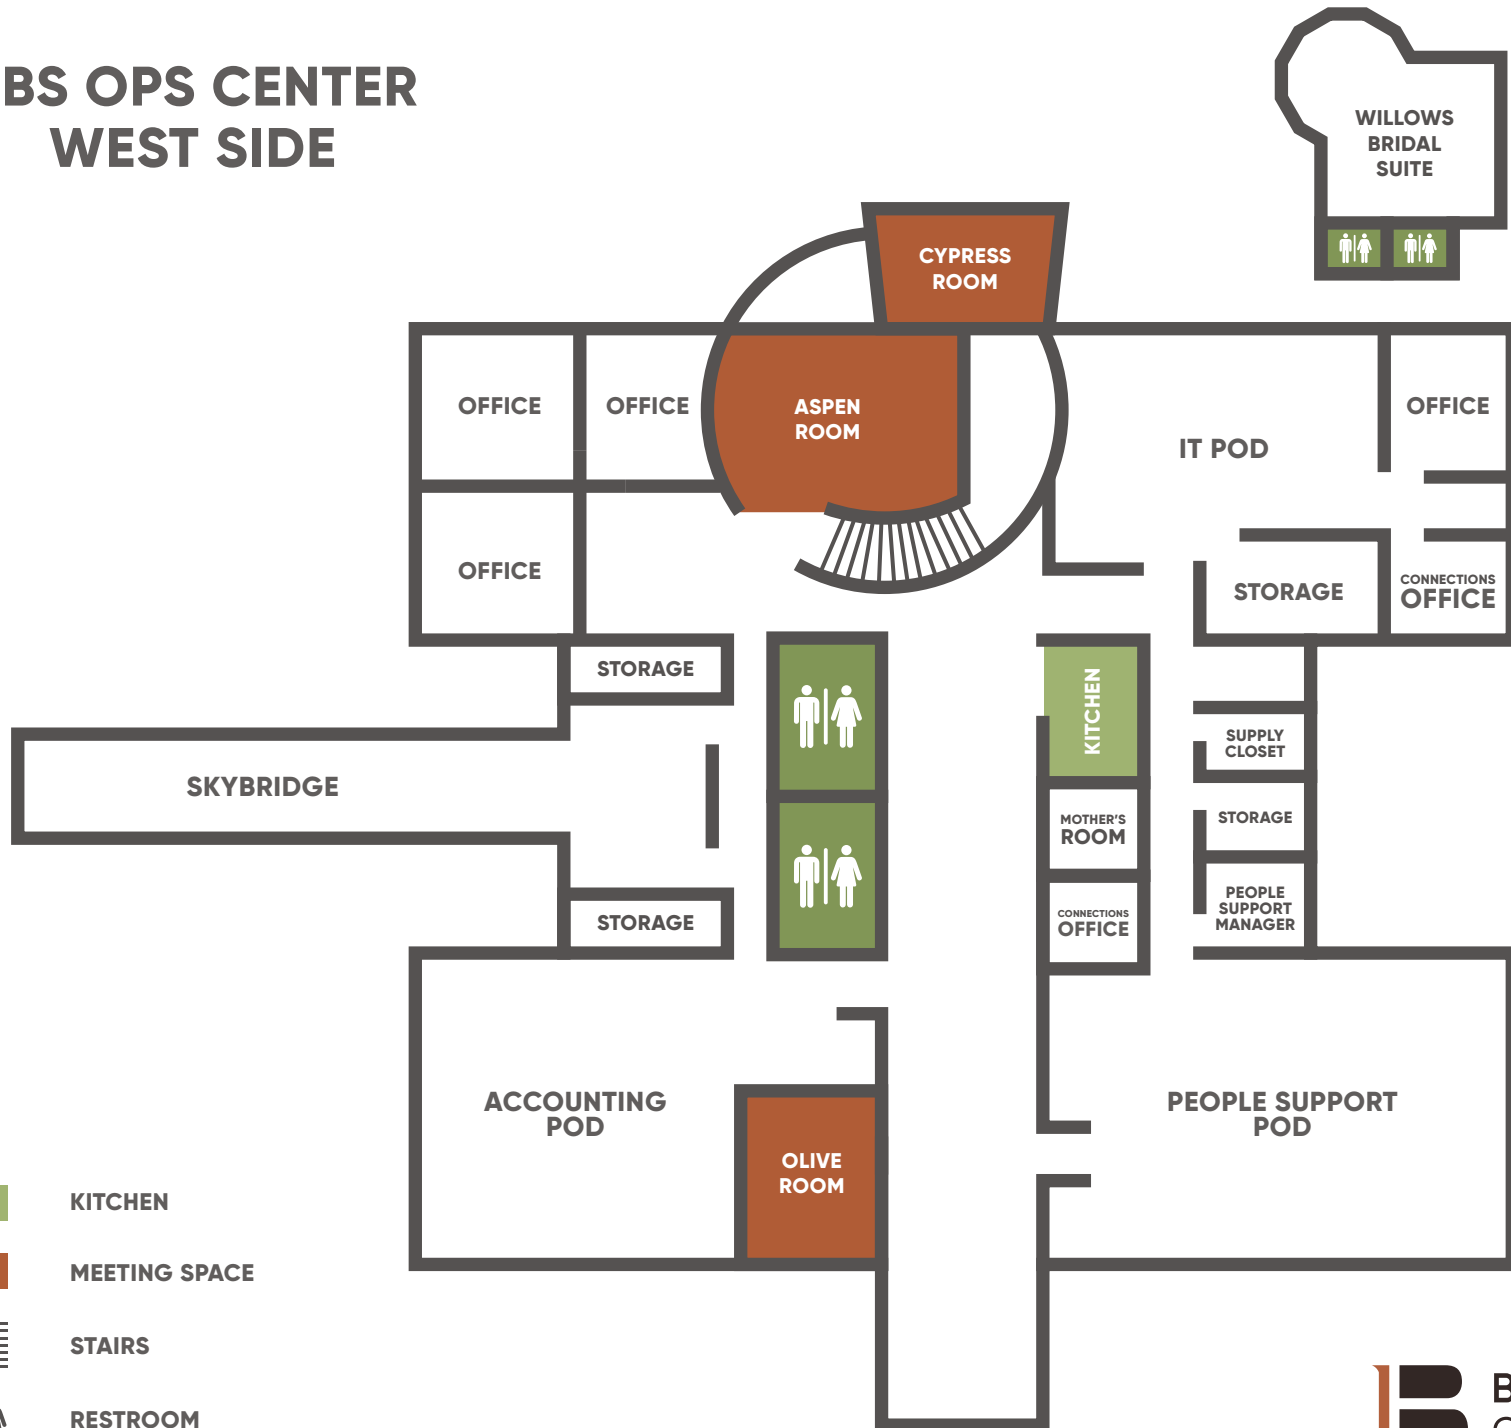 BS OPS CENTER
WEST SIDE
WILLOWS
BRIDAL
SUITE
CYPRESS
ROOM
OFFICE
OFFICE
ASPEN
ROOM
IT POD
OFFICE
OFFICE
STORAGE
CONNECTIONS
OFFICE
STORAGE
KITCHEN
SUPPLY
CLOSET
SKYBRIDGE
MOTHER'S
ROOM
STORAGE
STORAGE
CONNECTIONS
OFFICE
PEOPLE
SUPPORT
MANAGER
ACCOUNTING
POD
PEOPLE SUPPORT
POD
OLIVE
ROOM
KITCHEN
MEETING SPACE
STAIRS
RESTROOM